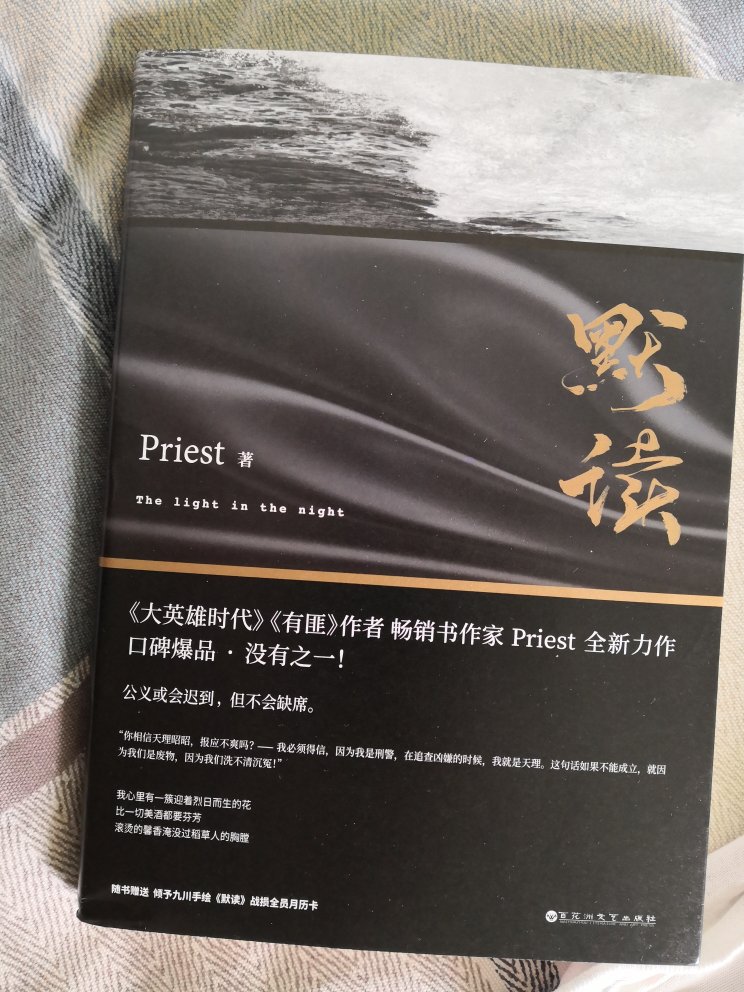 默读
Priest 著
The light in the night
《大英雄时代》《有匪》作者 畅销书作家 Priest 全新力作
口碑爆品·没有之一！
公义或会迟到，但不会缺席。
“你相信天理昭昭，报应不爽吗？——我必须得信，因为我是刑警，在追查凶嫌的时候，我就是天理。这句话如果不能成立，就因
为我们是废物，因为我们洗不清沉冤！”
我心里有一簇迎着烈日而生的花
比一切美酒都要芬芳
滚烫的馨香淹没过稻草人的胸膛
随书赠送 倾予九川手绘《默读》战损全员月历卡
百花洲文艺出版社